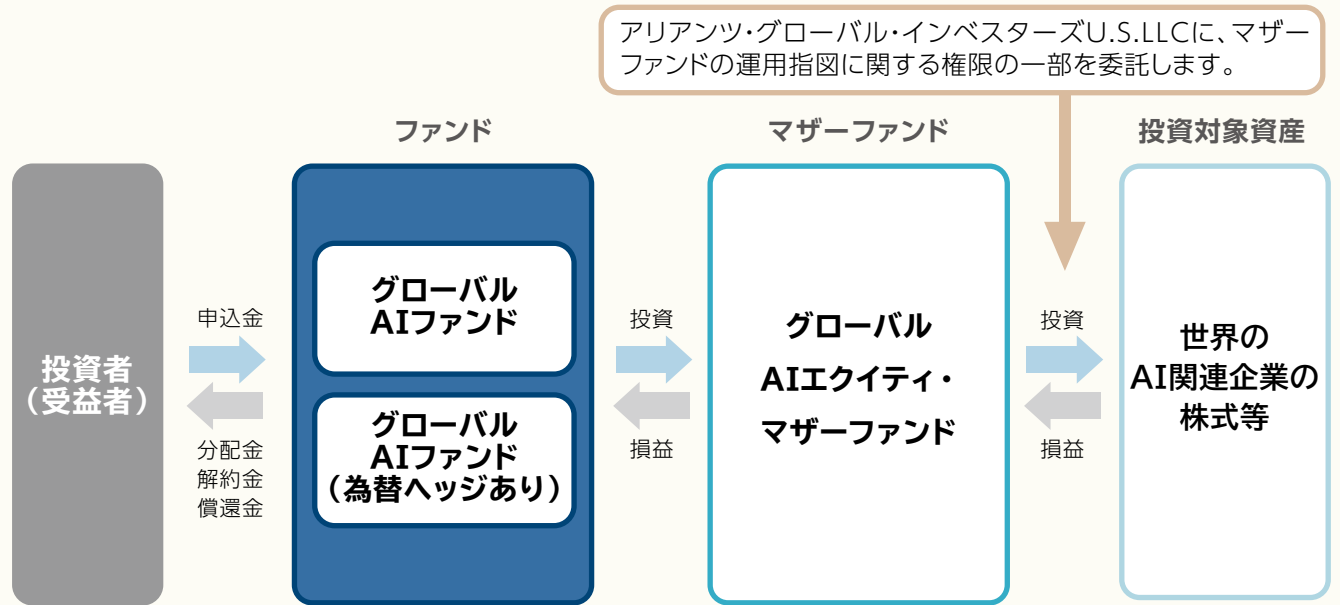 アリアンツ・グローバル・インベスターズU.S.LLCに、マザー
ファンドの運用指図に関する権限の一部を委託します。
ファンド
マザーファンド
投資対象資産
投資者
（受益者）
申込金
分配金
解約金
償還金
グローバル
AIファンド
グローバル
AIファンド
（為替ヘッジあり）
投資
損益
グローバル
AIエクイティ・
マザーファンド
投資
損益
世界の
AI関連企業の
株式等